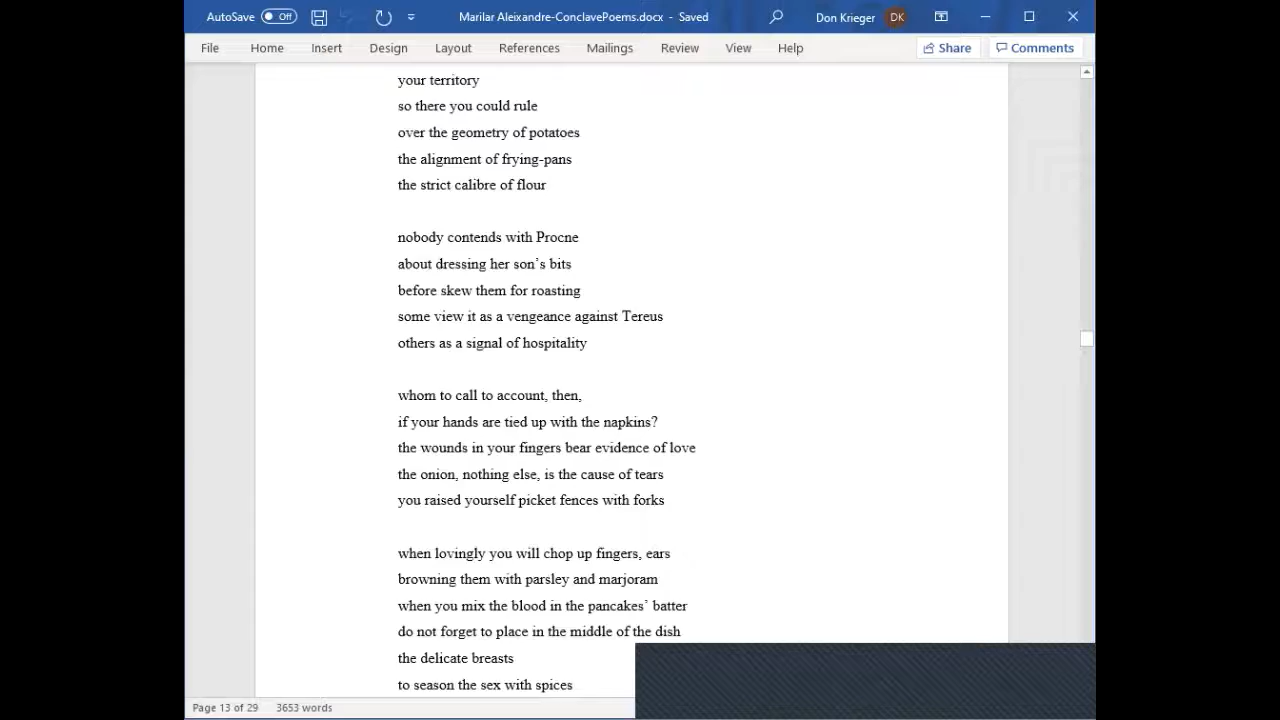 AutoSave Off Marilar Aleixandre-ConclavePoems.docx - Saved Don Krieger DK
File Home Insert Design Layout References Mailings Review View Help Share Comments
your territory
so there you could rule
over the geometry of potatoes
the alignment of frying-pans
the strict calibre of flour
nobody contends with Procne
about dressing her son’s bits
before skew them for roasting
some view it as a vengeance against Tereus
others as a signal of hospitality
whom to call to account, then,
if your hands are tied up with the napkins?
the wounds in your fingers bear evidence of love
the onion, nothing else, is the cause of tears
you raised yourself picket fences with forks
when lovingly you will chop up fingers, ears
browning them with parsley and marjoram
when you mix the blood in the pancakes’ batter
do not forget to place in the middle of the dish
the delicate breasts
to season the sex with spices
Page 13 of 29 3653 words